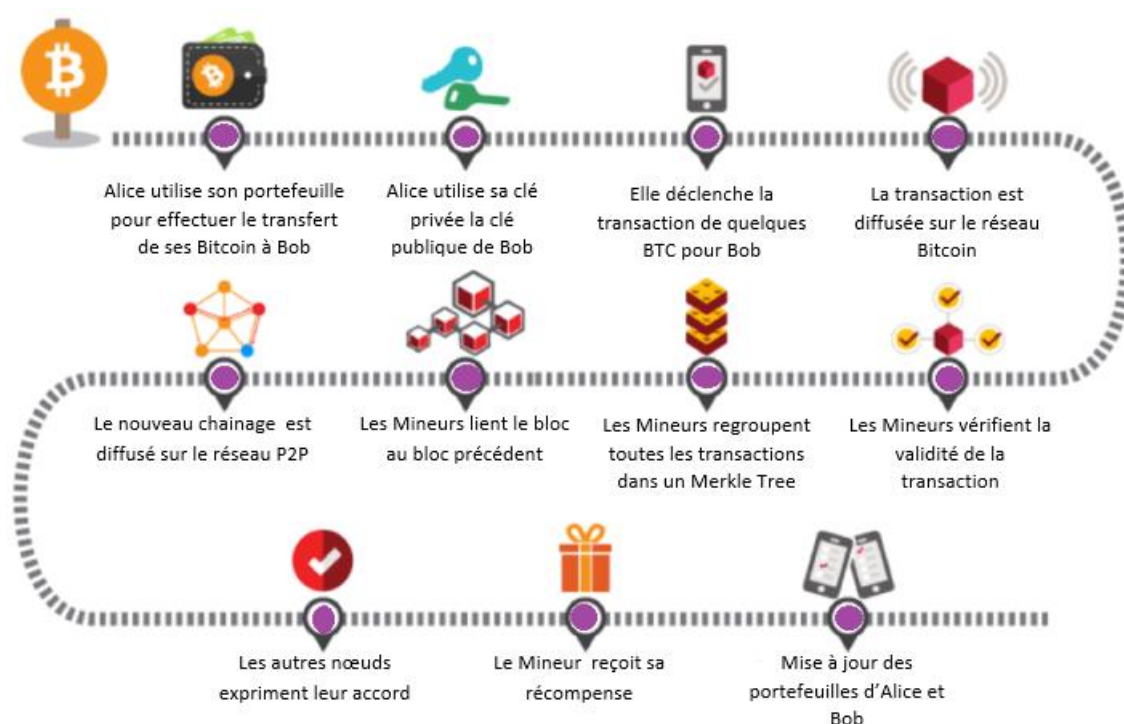 Alice utilise son portefeuille
pour effectuer le transfert
de ses Bitcoin à Bob
Alice utilise sa clé
privée la clé
publique de Bob
Elle déclenche la
transaction de quelques
BTC pour Bob
La transaction est
diffusée sur le réseau
Bitcoin
Les Mineurs vérifient la
validité de la
transaction
Les Mineurs regroupent
toutes les transactions
dans un Merkle Tree
Les Mineurs lient le bloc
au bloc précédent
Le nouveau chainage est
diffusé sur le réseau P2P
Les autres nœuds
expriment leur accord
Le Mineur reçoit sa
récompense
Mise à jour des
portefeuilles d'Alice et
Bob